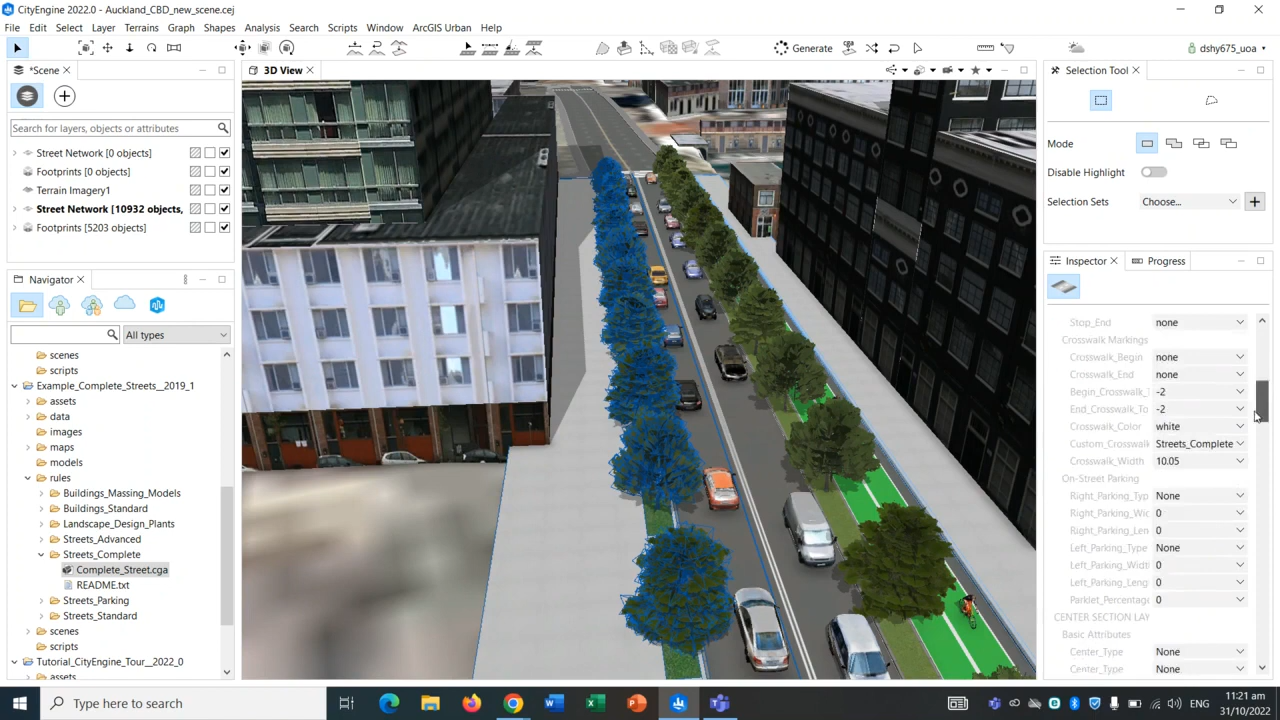 CityEngine 2022.0 - Auckland_CBD_new_scene.cej
File Edit Select Layer Terrains Graph Shapes Analysis Search Scripts Window ArcGIS Urban Help
Generate
dshy675_uoa
*Scene
Search for layers, objects or attributes
Street Network [0 objects]
Footprints [0 objects]
Terrain Imagery1
Street Network [10932 objects,
Footprints [5203 objects]
Navigator
All types
scenes
scripts
Example_Complete_Streets__2019_1
assets
data
images
maps
models
rules
Buildings_Massing_Models
Buildings_Standard
Landscape_Design_Plants
Streets_Advanced
Streets_Complete
Complete_Street.cga
README.txt
Streets_Parking
Streets_Standard
scenes
scripts
Tutorial_CityEngine_Tour__2022_0
assets
3D View
Selection Tool
Mode
Disable Highlight
Selection Sets Choose...
Inspector Progress
Stop_End none
Crosswalk Markings
Crosswalk_Begin none
Crosswalk_End none
Begin_Crosswalk_ -2
End_Crosswalk_To -2
Crosswalk_Color white
Custom_Crosswalk Streets_Complete
Crosswalk_Width 10.05
On-Street Parking
Right_Parking_Typ None
Right_Parking_Wid 0
Right_Parking_Len 0
Left_Parking_Type None
Left_Parking_Widt 0
Left_Parking_Leng 0
Parklet_Percentag 0
CENTER SECTION LAY
Basic Attributes
Center_Type None
Center_Type None
Type here to search
ENG
11:21 am
31/10/2022